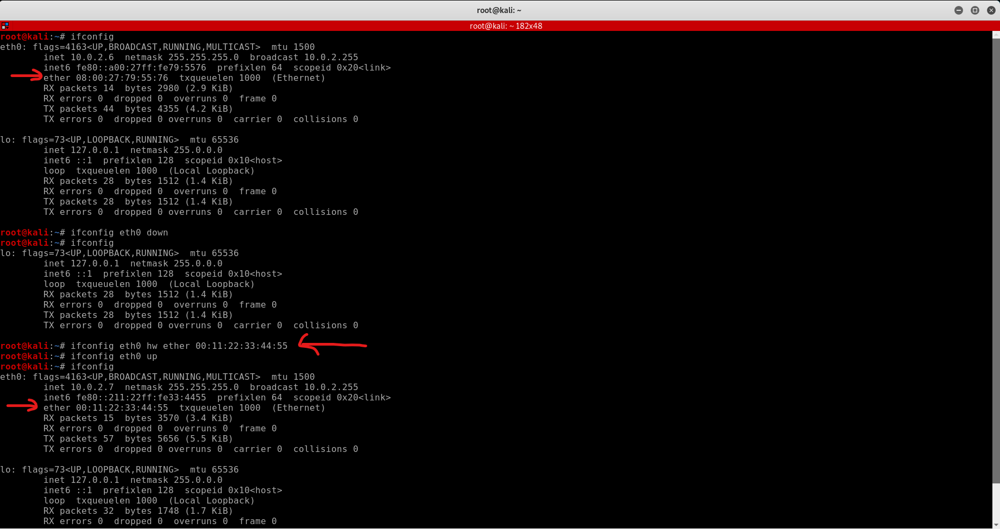 root@kali: ~
root@kali: ~ 182x48
root@kali:~# ifconfig
eth0: flags=4163<UP,BROADCAST,RUNNING,MULTICAST>  mtu 1500
        inet 10.0.2.6  netmask 255.255.255.0  broadcast 10.0.2.255
        inet6 fe80::a00:27ff:fe79:5576  prefixlen 64  scopeid 0x20<link>
        ether 08:00:27:79:55:76  txqueuelen 1000  (Ethernet)
        RX packets 14  bytes 2980 (2.9 KiB)
        RX errors 0  dropped 0  overruns 0  frame 0
        TX packets 44  bytes 4355 (4.2 KiB)
        TX errors 0  dropped 0 overruns 0  carrier 0  collisions 0

lo: flags=73<UP,LOOPBACK,RUNNING>  mtu 65536
        inet 127.0.0.1  netmask 255.0.0.0
        inet6 ::1  prefixlen 128  scopeid 0x10<host>
        loop  txqueuelen 1000  (Local Loopback)
        RX packets 28  bytes 1512 (1.4 KiB)
        RX errors 0  dropped 0  overruns 0  frame 0
        TX packets 28  bytes 1512 (1.4 KiB)
        TX errors 0  dropped 0 overruns 0  carrier 0  collisions 0

root@kali:~# ifconfig eth0 down
root@kali:~# ifconfig
lo: flags=73<UP,LOOPBACK,RUNNING>  mtu 65536
        inet 127.0.0.1  netmask 255.0.0.0
        inet6 ::1  prefixlen 128  scopeid 0x10<host>
        loop  txqueuelen 1000  (Local Loopback)
        RX packets 28  bytes 1512 (1.4 KiB)
        RX errors 0  dropped 0  overruns 0  frame 0
        TX packets 28  bytes 1512 (1.4 KiB)
        TX errors 0  dropped 0 overruns 0  carrier 0  collisions 0

root@kali:~# ifconfig eth0 hw ether 00:11:22:33:44:55
root@kali:~# ifconfig eth0 up
root@kali:~# ifconfig
eth0: flags=4163<UP,BROADCAST,RUNNING,MULTICAST>  mtu 1500
        inet 10.0.2.7  netmask 255.255.255.0  broadcast 10.0.2.255
        inet6 fe80::211:22ff:fe33:4455  prefixlen 64  scopeid 0x20<link>
        ether 00:11:22:33:44:55  txqueuelen 1000  (Ethernet)
        RX packets 15  bytes 3570 (3.4 KiB)
        RX errors 0  dropped 0  overruns 0  frame 0
        TX packets 57  bytes 5656 (5.5 KiB)
        TX errors 0  dropped 0 overruns 0  carrier 0  collisions 0

lo: flags=73<UP,LOOPBACK,RUNNING>  mtu 65536
        inet 127.0.0.1  netmask 255.0.0.0
        inet6 ::1  prefixlen 128  scopeid 0x10<host>
        loop  txqueuelen 1000  (Local Loopback)
        RX packets 32  bytes 1748 (1.7 KiB)
        RX errors 0  dropped 0  overruns 0  frame 0